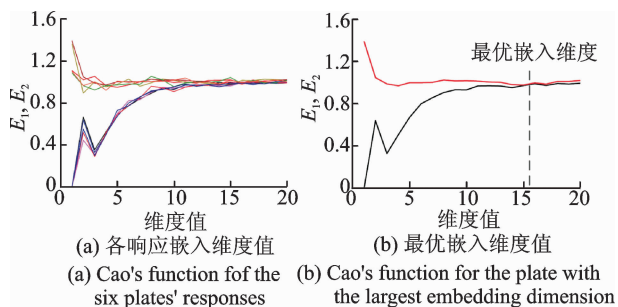 1.6
1.2
0.8
0.4
0
5
10
15
20
E₁, E₂
维度值
(a) 各响应嵌入维度值
(a) Cao's function fof the
six plates' responses
1.6
1.2
0.8
0.4
0
5
10
15
20
E₁, E₂
最优嵌入维度
维度值
(b) 最优嵌入维度值
(b) Cao's function for the plate with
the largest embedding dimension